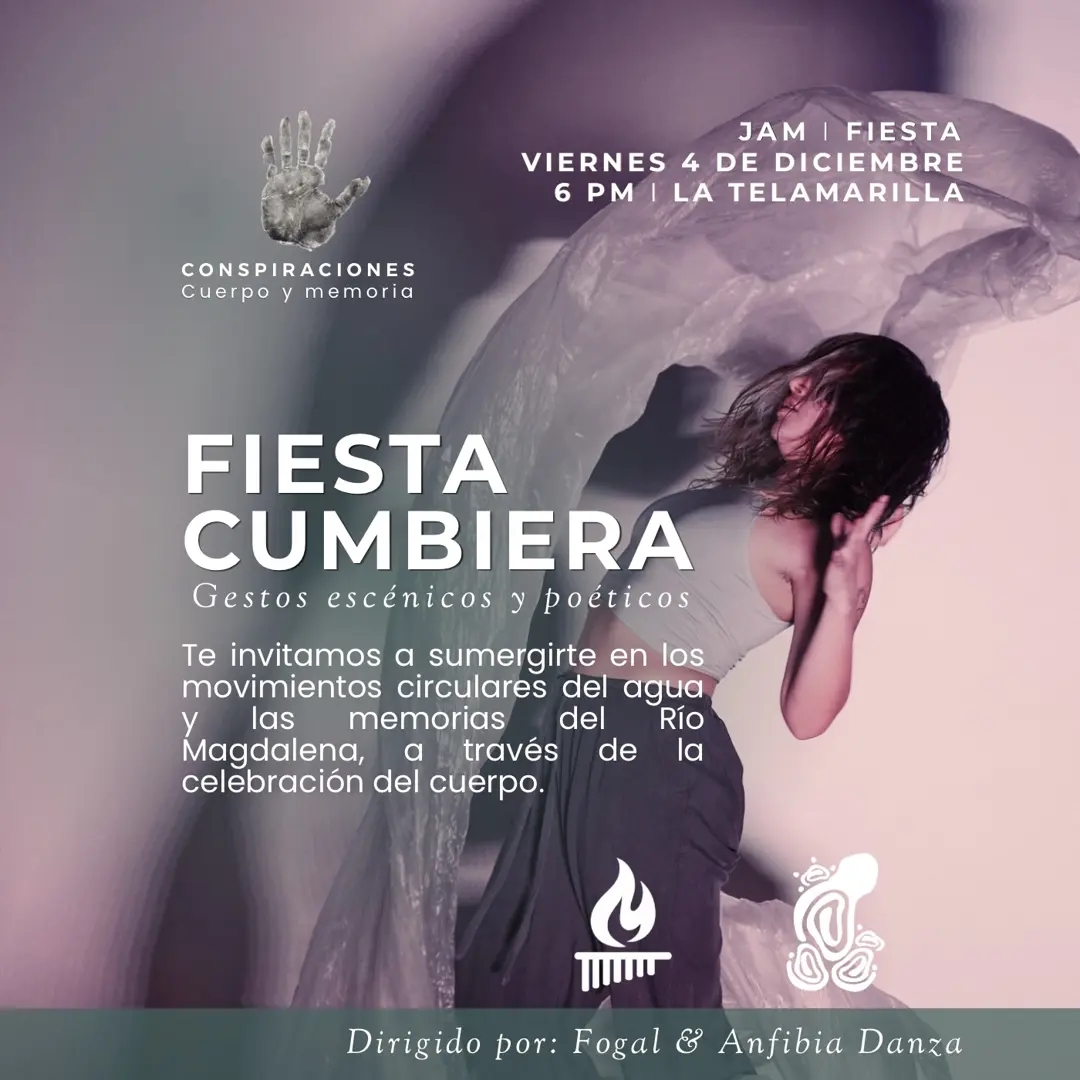 JAM | FIESTA
VIERNES 4 DE DICIEMBRE
6 PM | LA TELAMARILLA
CONSPIRACIONES
Cuerpo y memoria
FIESTA
CUMBIERA
Gestos escénicos y poéticos
Te invitamos a sumergirte en los
movimientos circulares del agua
y las memorias del Río
Magdalena, a través de la
celebración del cuerpo.
Dirigido por: Fogal & Anfibia Danza